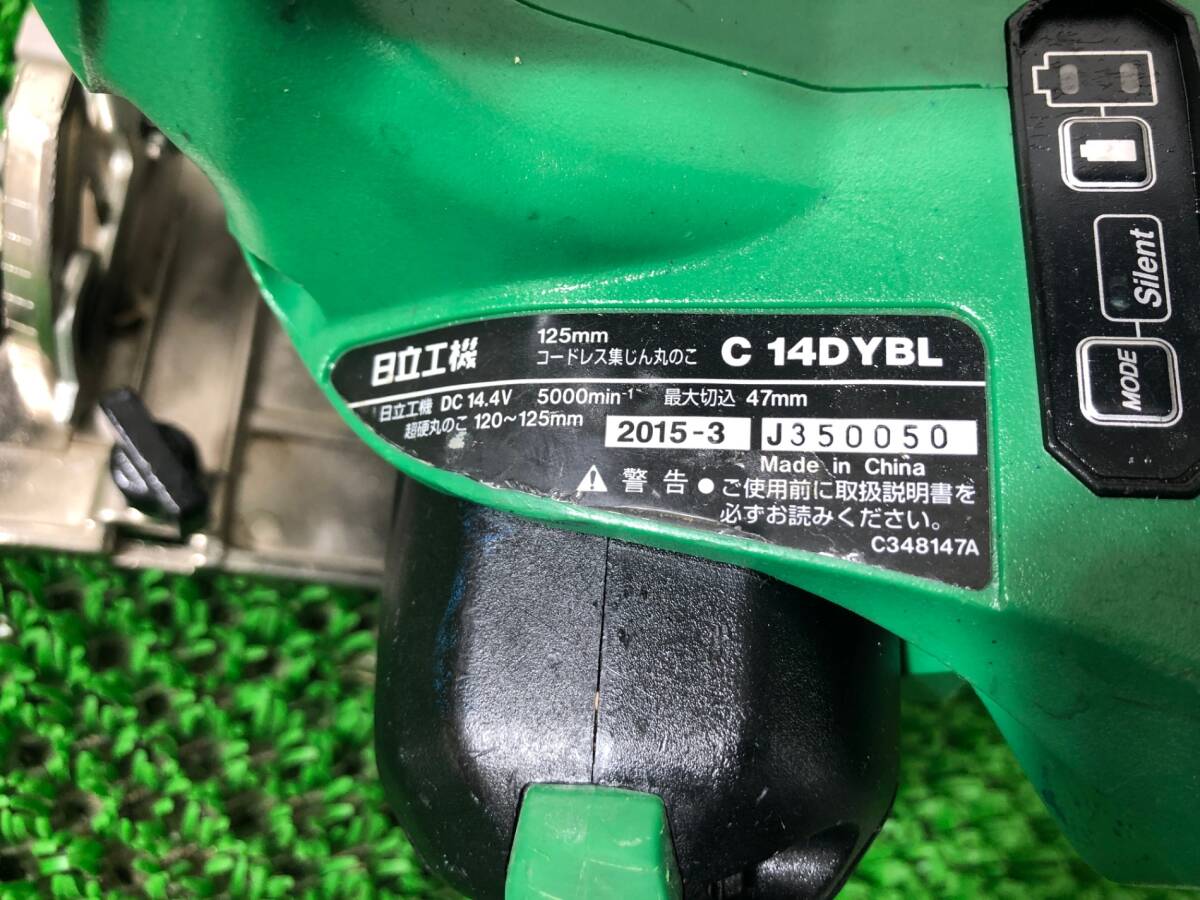 日立工機
125mm
コードレス集じん丸のこ
C 14DYBL
日立工機 DC 14.4V 5000min⁻¹ 最大切込 47mm
超硬丸のこ 120～125mm
2015-3 J350050
Made in China
警告 ●ご使用前に取扱説明書を
必ずお読みください。
C348147A
Silent
MODE